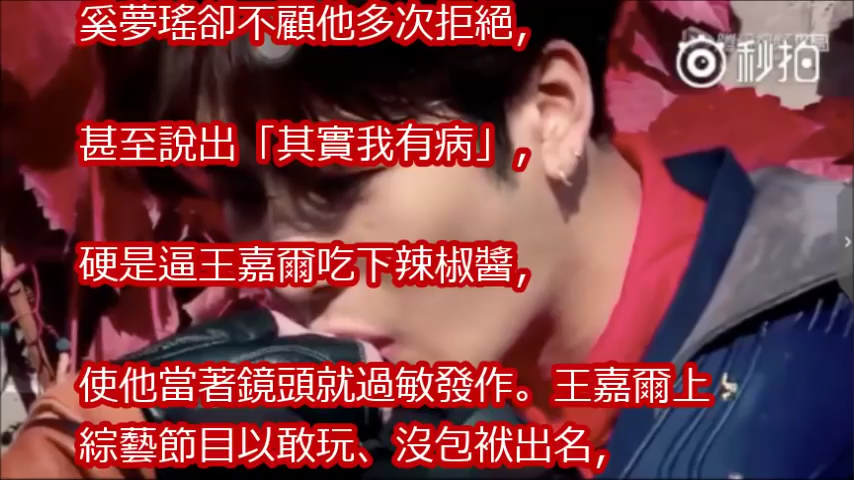 奚夢瑤卻不顧他多次拒絕,
秒拍
甚至說出「其實我有病」,
硬是逼王嘉爾吃下辣椒醬,
使他當著鏡頭就過敏發作。王嘉爾上
綜藝節目以敢玩、沒包袱出名,